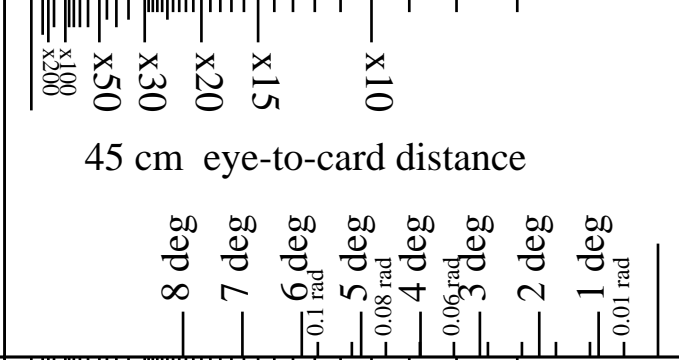 x200 x100 x50 x30 x20 x15 x10
45 cm eye-to-card distance
8 deg 7 deg 6 deg 0.1 rad 5 deg 0.08 rad 4 deg 0.06 rad 3 deg 2 deg 1 deg 0.01 rad